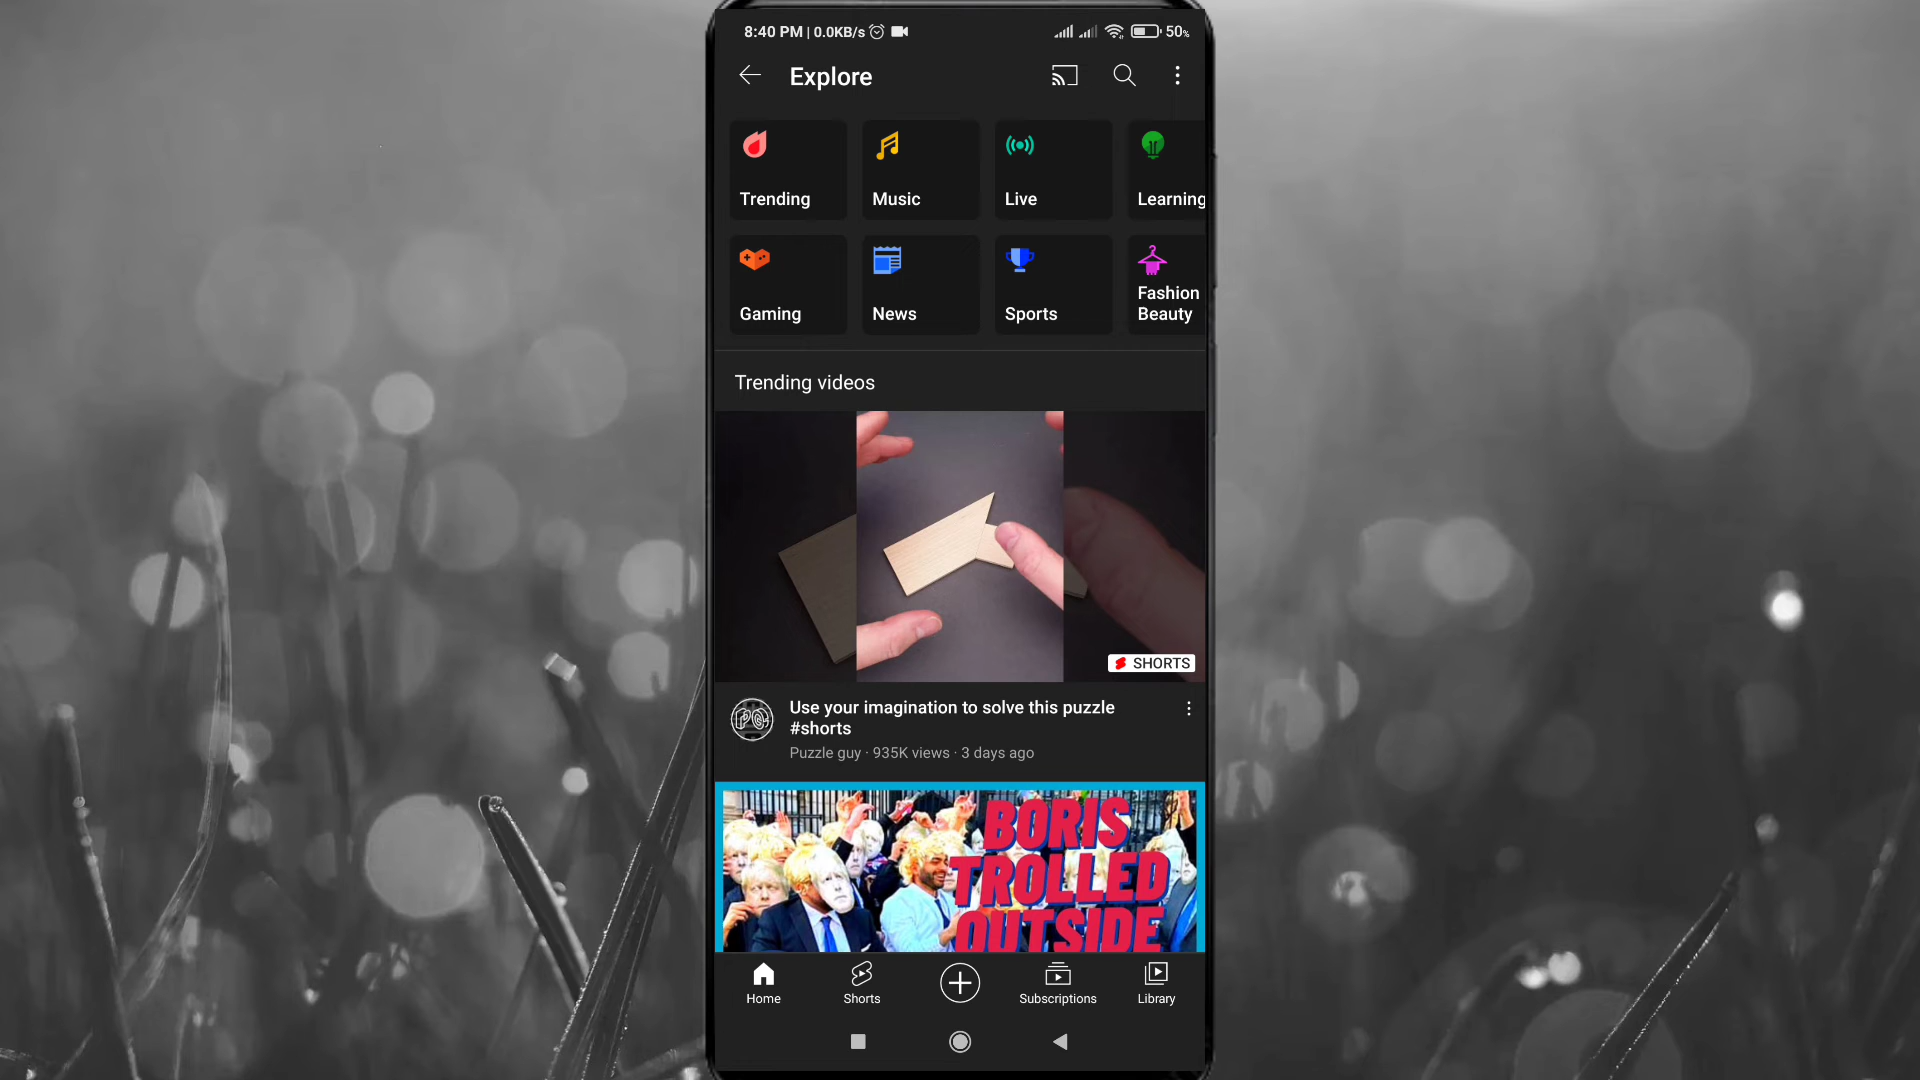 8:40 PM | 0.0KB/s 50%
Explore
Trending Music Live Learning
Gaming News Sports Fashion
Beauty
Trending videos
SHORTS
Use your imagination to solve this puzzle
#shorts
Puzzle guy · 935K views · 3 days ago
BORIS
TROLLED
OUTSIDE
Home Shorts Subscriptions Library